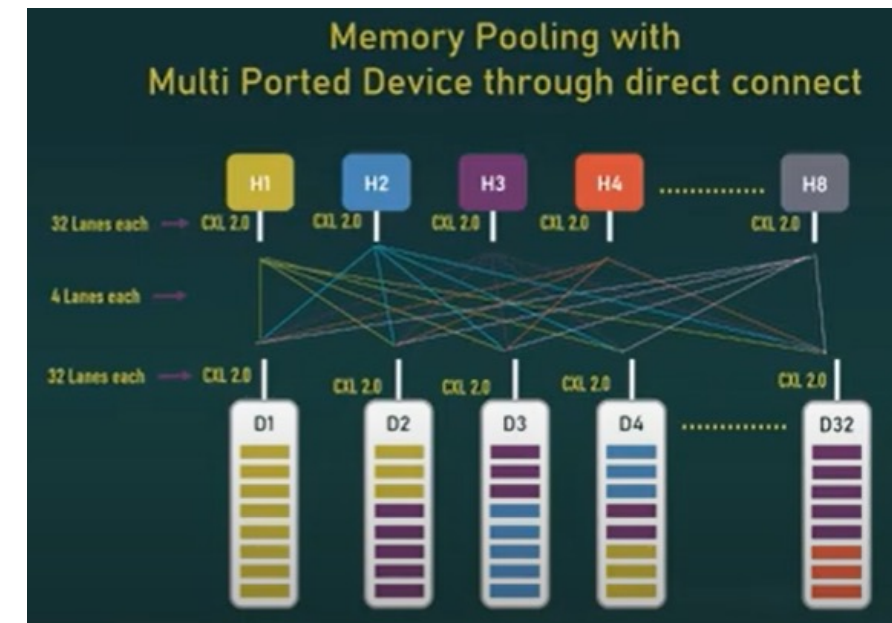 Memory Pooling with
Multi Ported Device through direct connect
H1 H2 H3 H4 H8
32 Lanes each CXL 2.0 CXL 2.0 CXL 2.0 CXL 2.0 CXL 2.0
4 Lanes each
32 Lanes each CXL 2.0 CXL 2.0 CXL 2.0 CXL 2.0 CXL 2.0
D1 D2 D3 D4 D32